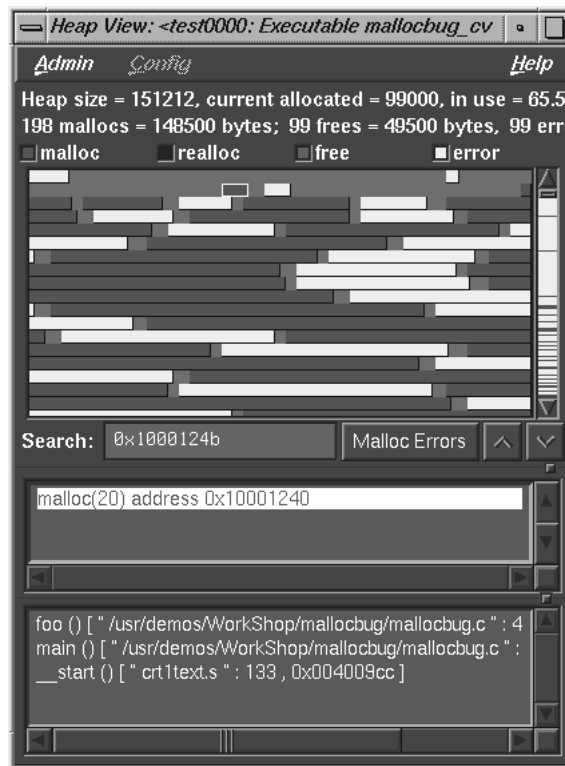 Heap View: <test0000: Executable mallocbug_cv
Admin Config Help
Heap size = 151212, current allocated = 99000, in use = 65.5
198 mallocs = 148500 bytes; 99 frees = 49500 bytes, 99 err
malloc realloc free error
Search: 0x1000124b Malloc Errors
malloc(20) address 0x10001240
foo () [ " /usr/demos/WorkShop/mallocbug/mallocbug.c " : 4
main () [ " /usr/demos/WorkShop/mallocbug/mallocbug.c " :
__start () [ " crt1text.s " : 133 , 0x004009cc ]